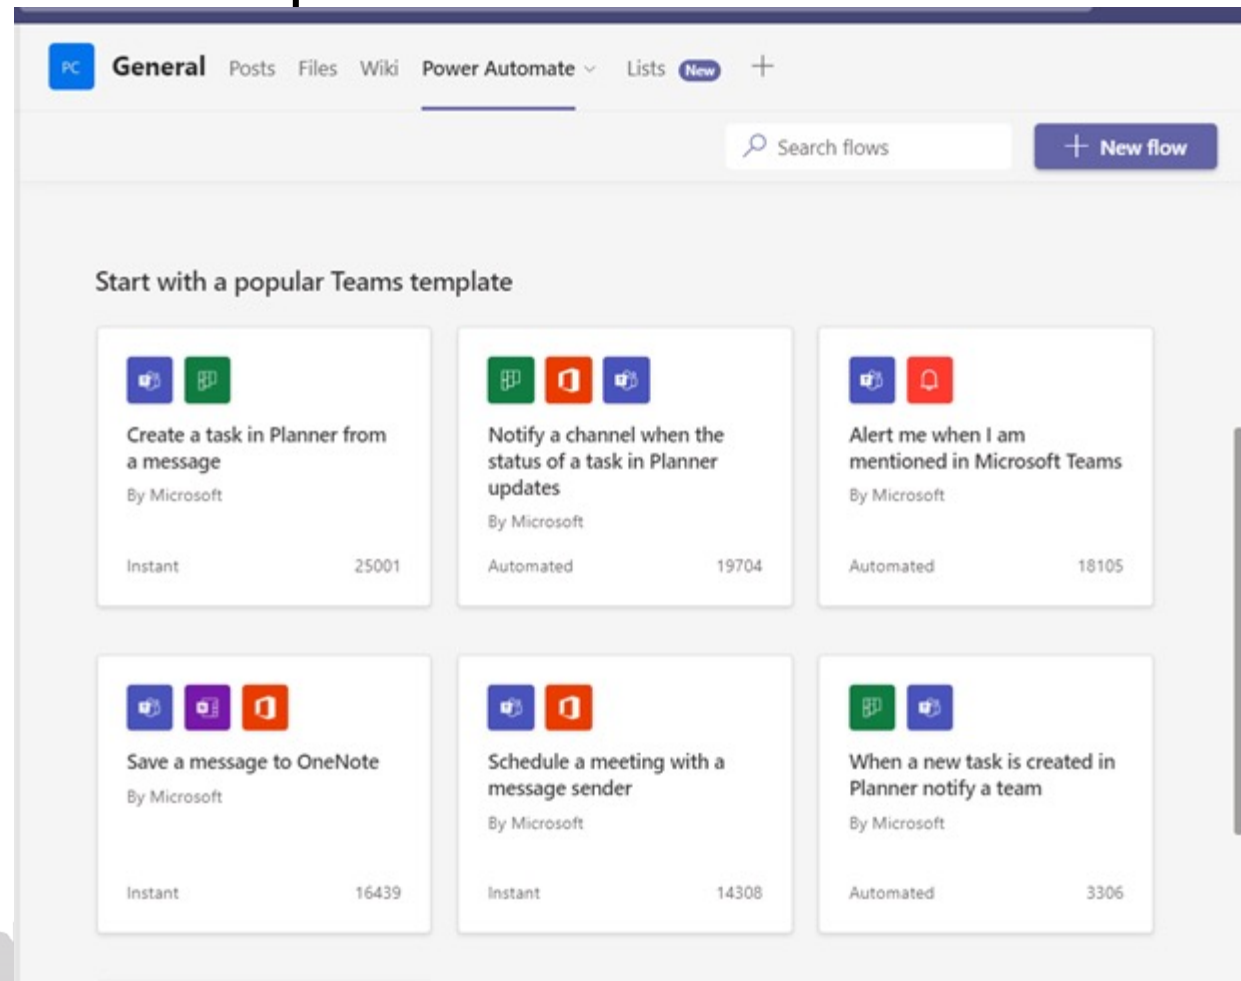 PC General Posts Files Wiki Power Automate Lists New
Search flows + New flow
Start with a popular Teams template
Create a task in Planner from
a message
By Microsoft
Instant 25001
Notify a channel when the
status of a task in Planner
updates
By Microsoft
Automated 19704
Alert me when I am
mentioned in Microsoft Teams
By Microsoft
Automated 18105
Save a message to OneNote
By Microsoft
Instant 16439
Schedule a meeting with a
message sender
By Microsoft
Instant 14308
When a new task is created in
Planner notify a team
By Microsoft
Automated 3306